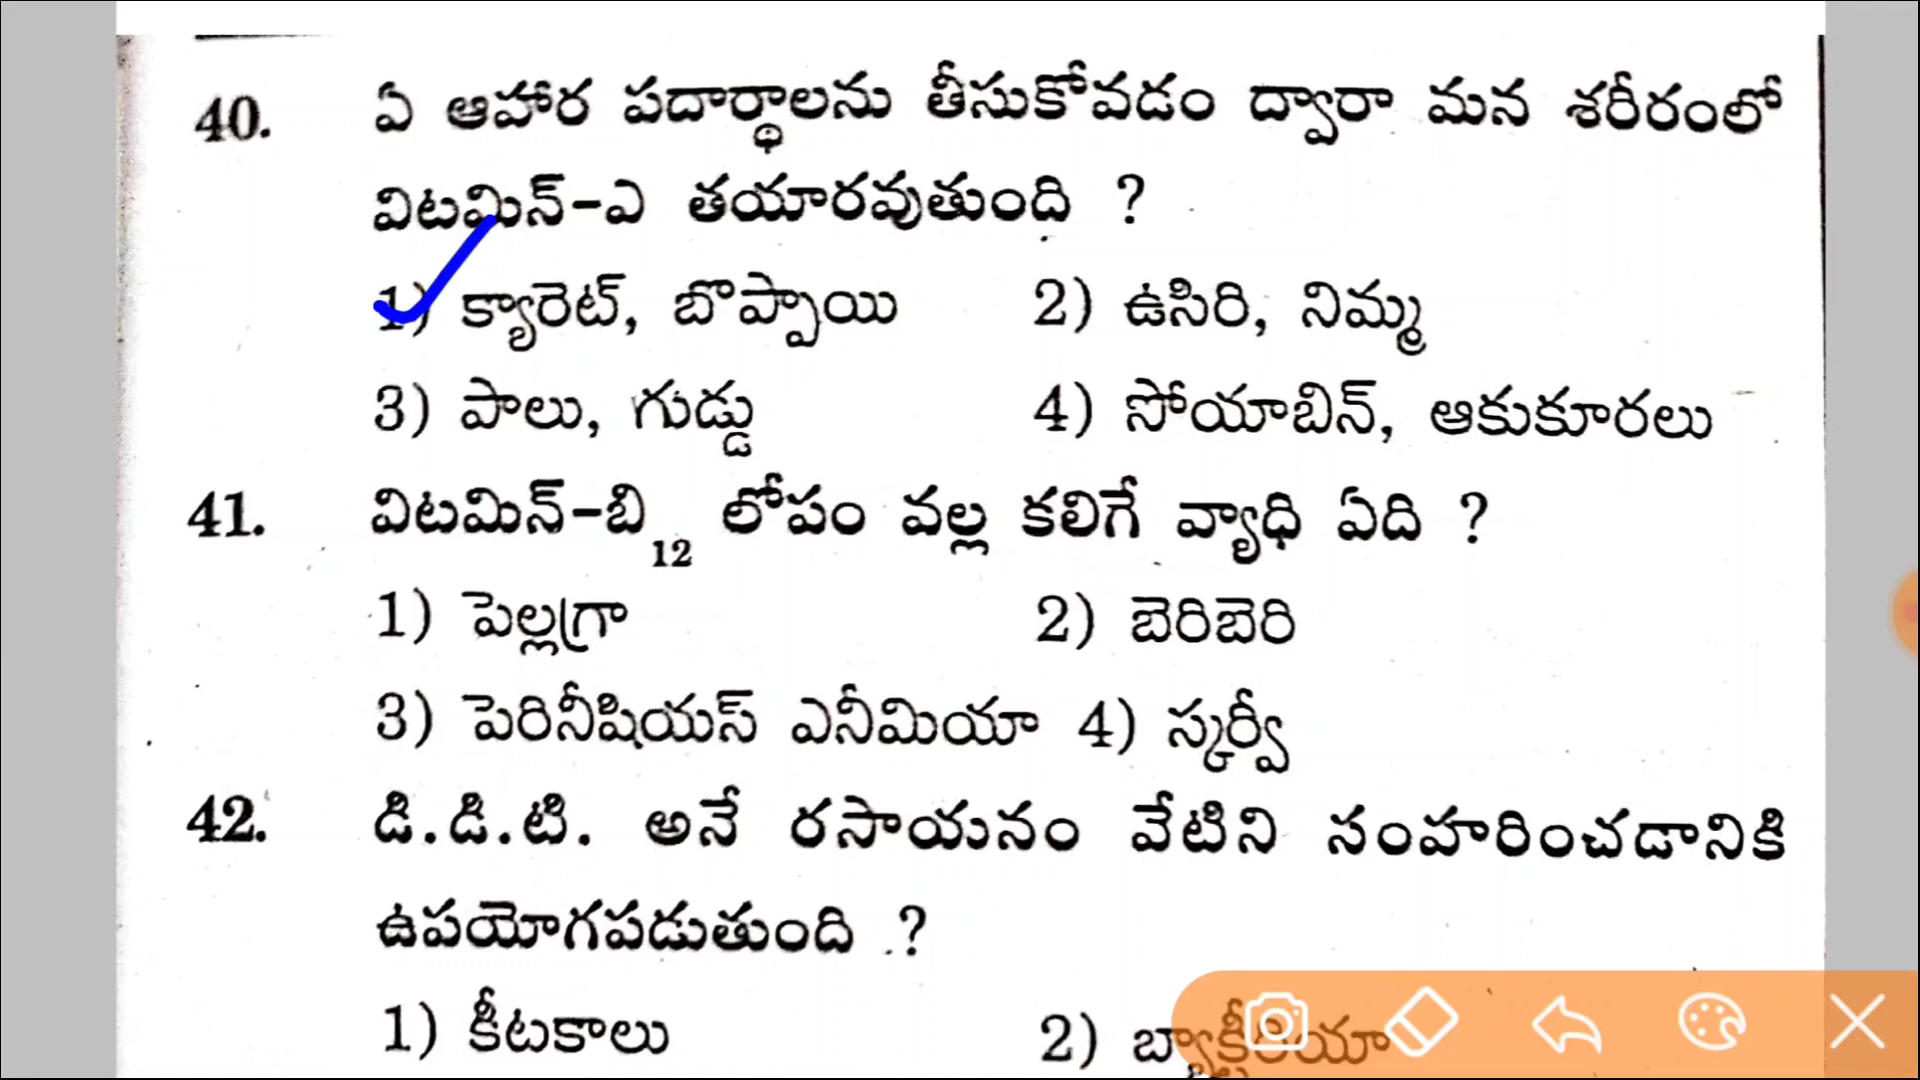 40. ఏ ఆహార పదార్థాలను తీసుకోవడం ద్వారా మన శరీరంలో
విటమిన్-ఎ తయారవుతుంది ?
1) క్యారెట్, బొప్పాయి 2) ఉసిరి, నిమ్మ
3) పాలు, గుడ్డు 4) సోయాబిన్, ఆకుకూరలు
41. విటమిన్-బి12 లోపం వల్ల కలిగే వ్యాధి ఏది ?
1) పెల్లగ్రా 2) బెరిబెరి
3) పెరినీషియస్ ఎనీమియా 4) స్కర్వీ
42. డి.డి.టి. అనే రసాయనం వేటిని సంహరించడానికి
ఉపయోగపడుతుంది ?
1) కీటకాలు 2) బ్యాక్టీరియా